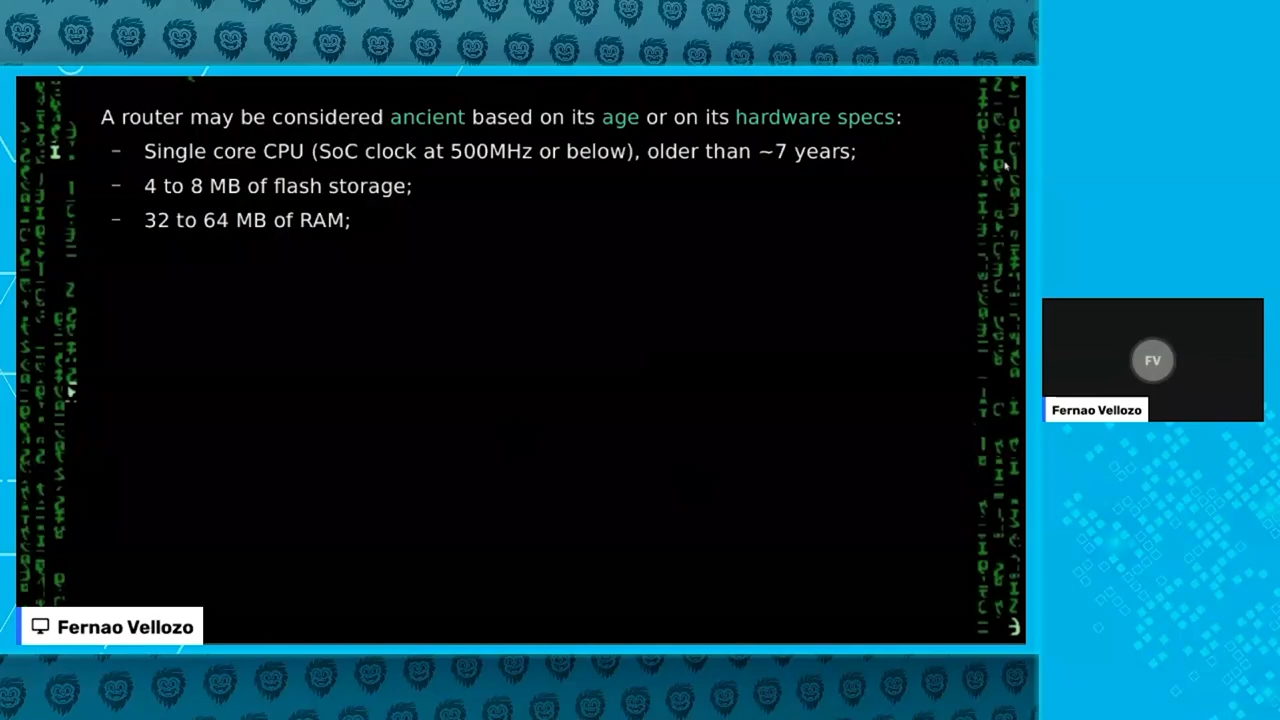 A router may be considered ancient based on its age or on its hardware specs:
- Single core CPU (SoC clock at 500MHz or below), older than ~7 years;
- 4 to 8 MB of flash storage;
- 32 to 64 MB of RAM;
FV
Fernao Vellozo
Fernao Vellozo